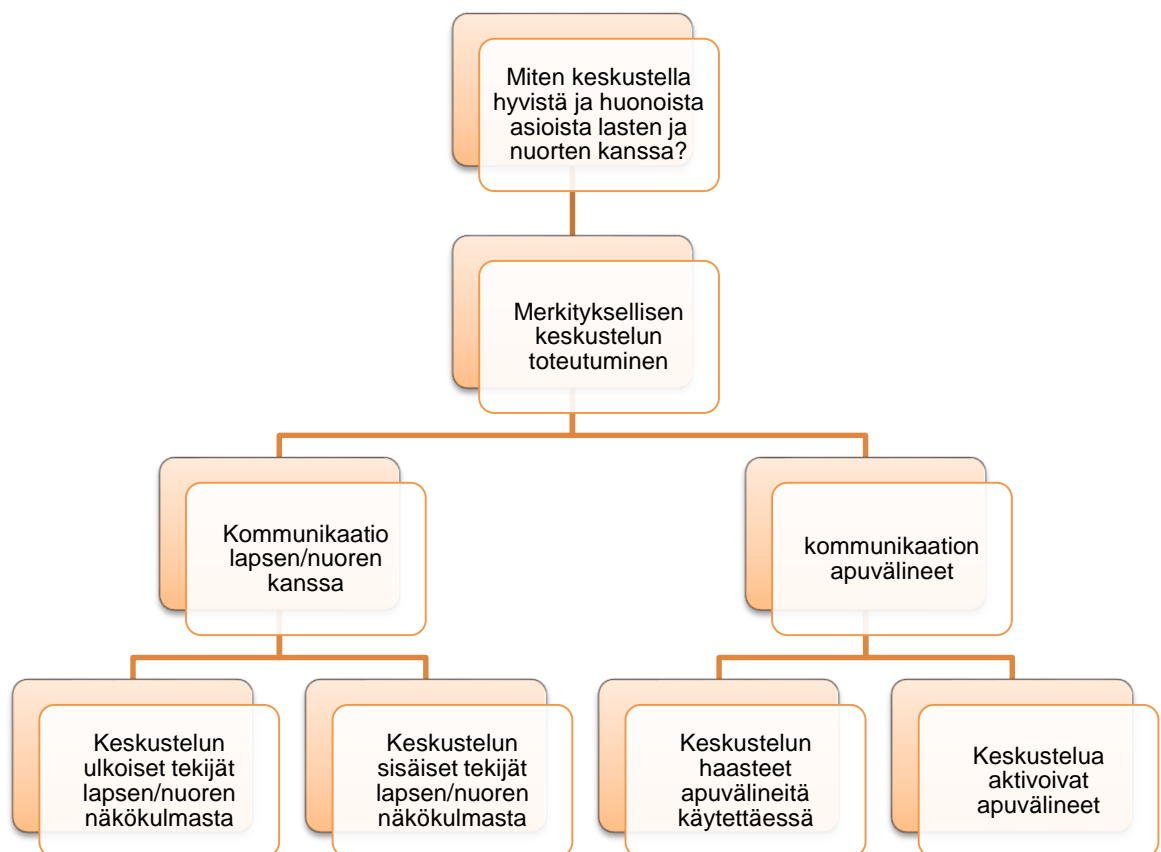 Miten keskustella
hyvistä ja huonoista
asioista lasten ja
nuorten kanssa?
Merkityksellisen
keskustelun
toteutuminen
Kommunikaatio
lapsen/nuoren
kanssa
kommunikaation
apuvälineet
Keskustelun
ulkoiset tekijät
lapsen/nuoren
näkökulmasta
Keskustelun
sisäiset tekijät
lapsen/nuoren
näkökulmasta
Keskustelun
haasteet
apuvälineitä
käytettäessä
Keskustelua
aktivoivat
apuvälineet